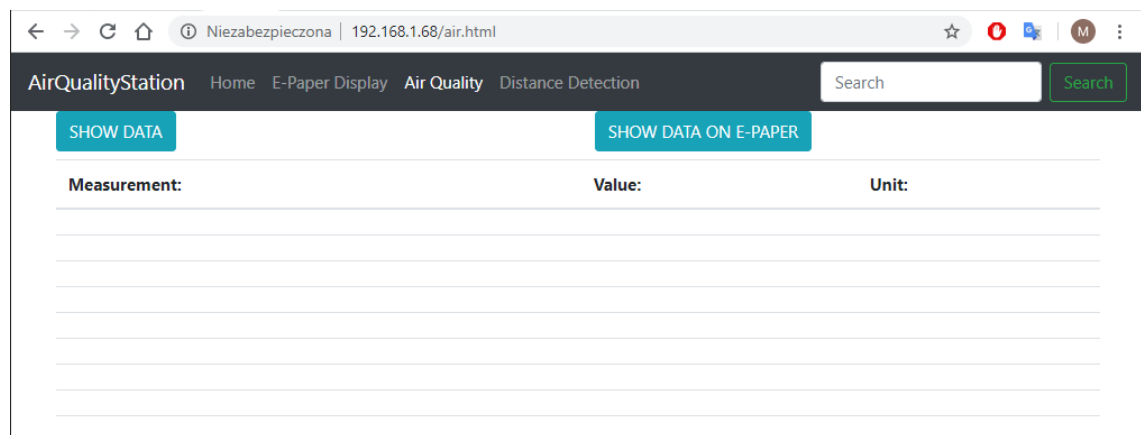 Niezabezpieczona | 192.168.1.68/air.html M
AirQualityStation Home E-Paper Display Air Quality Distance Detection Search Search
SHOW DATA SHOW DATA ON E-PAPER
Measurement: Value: Unit: